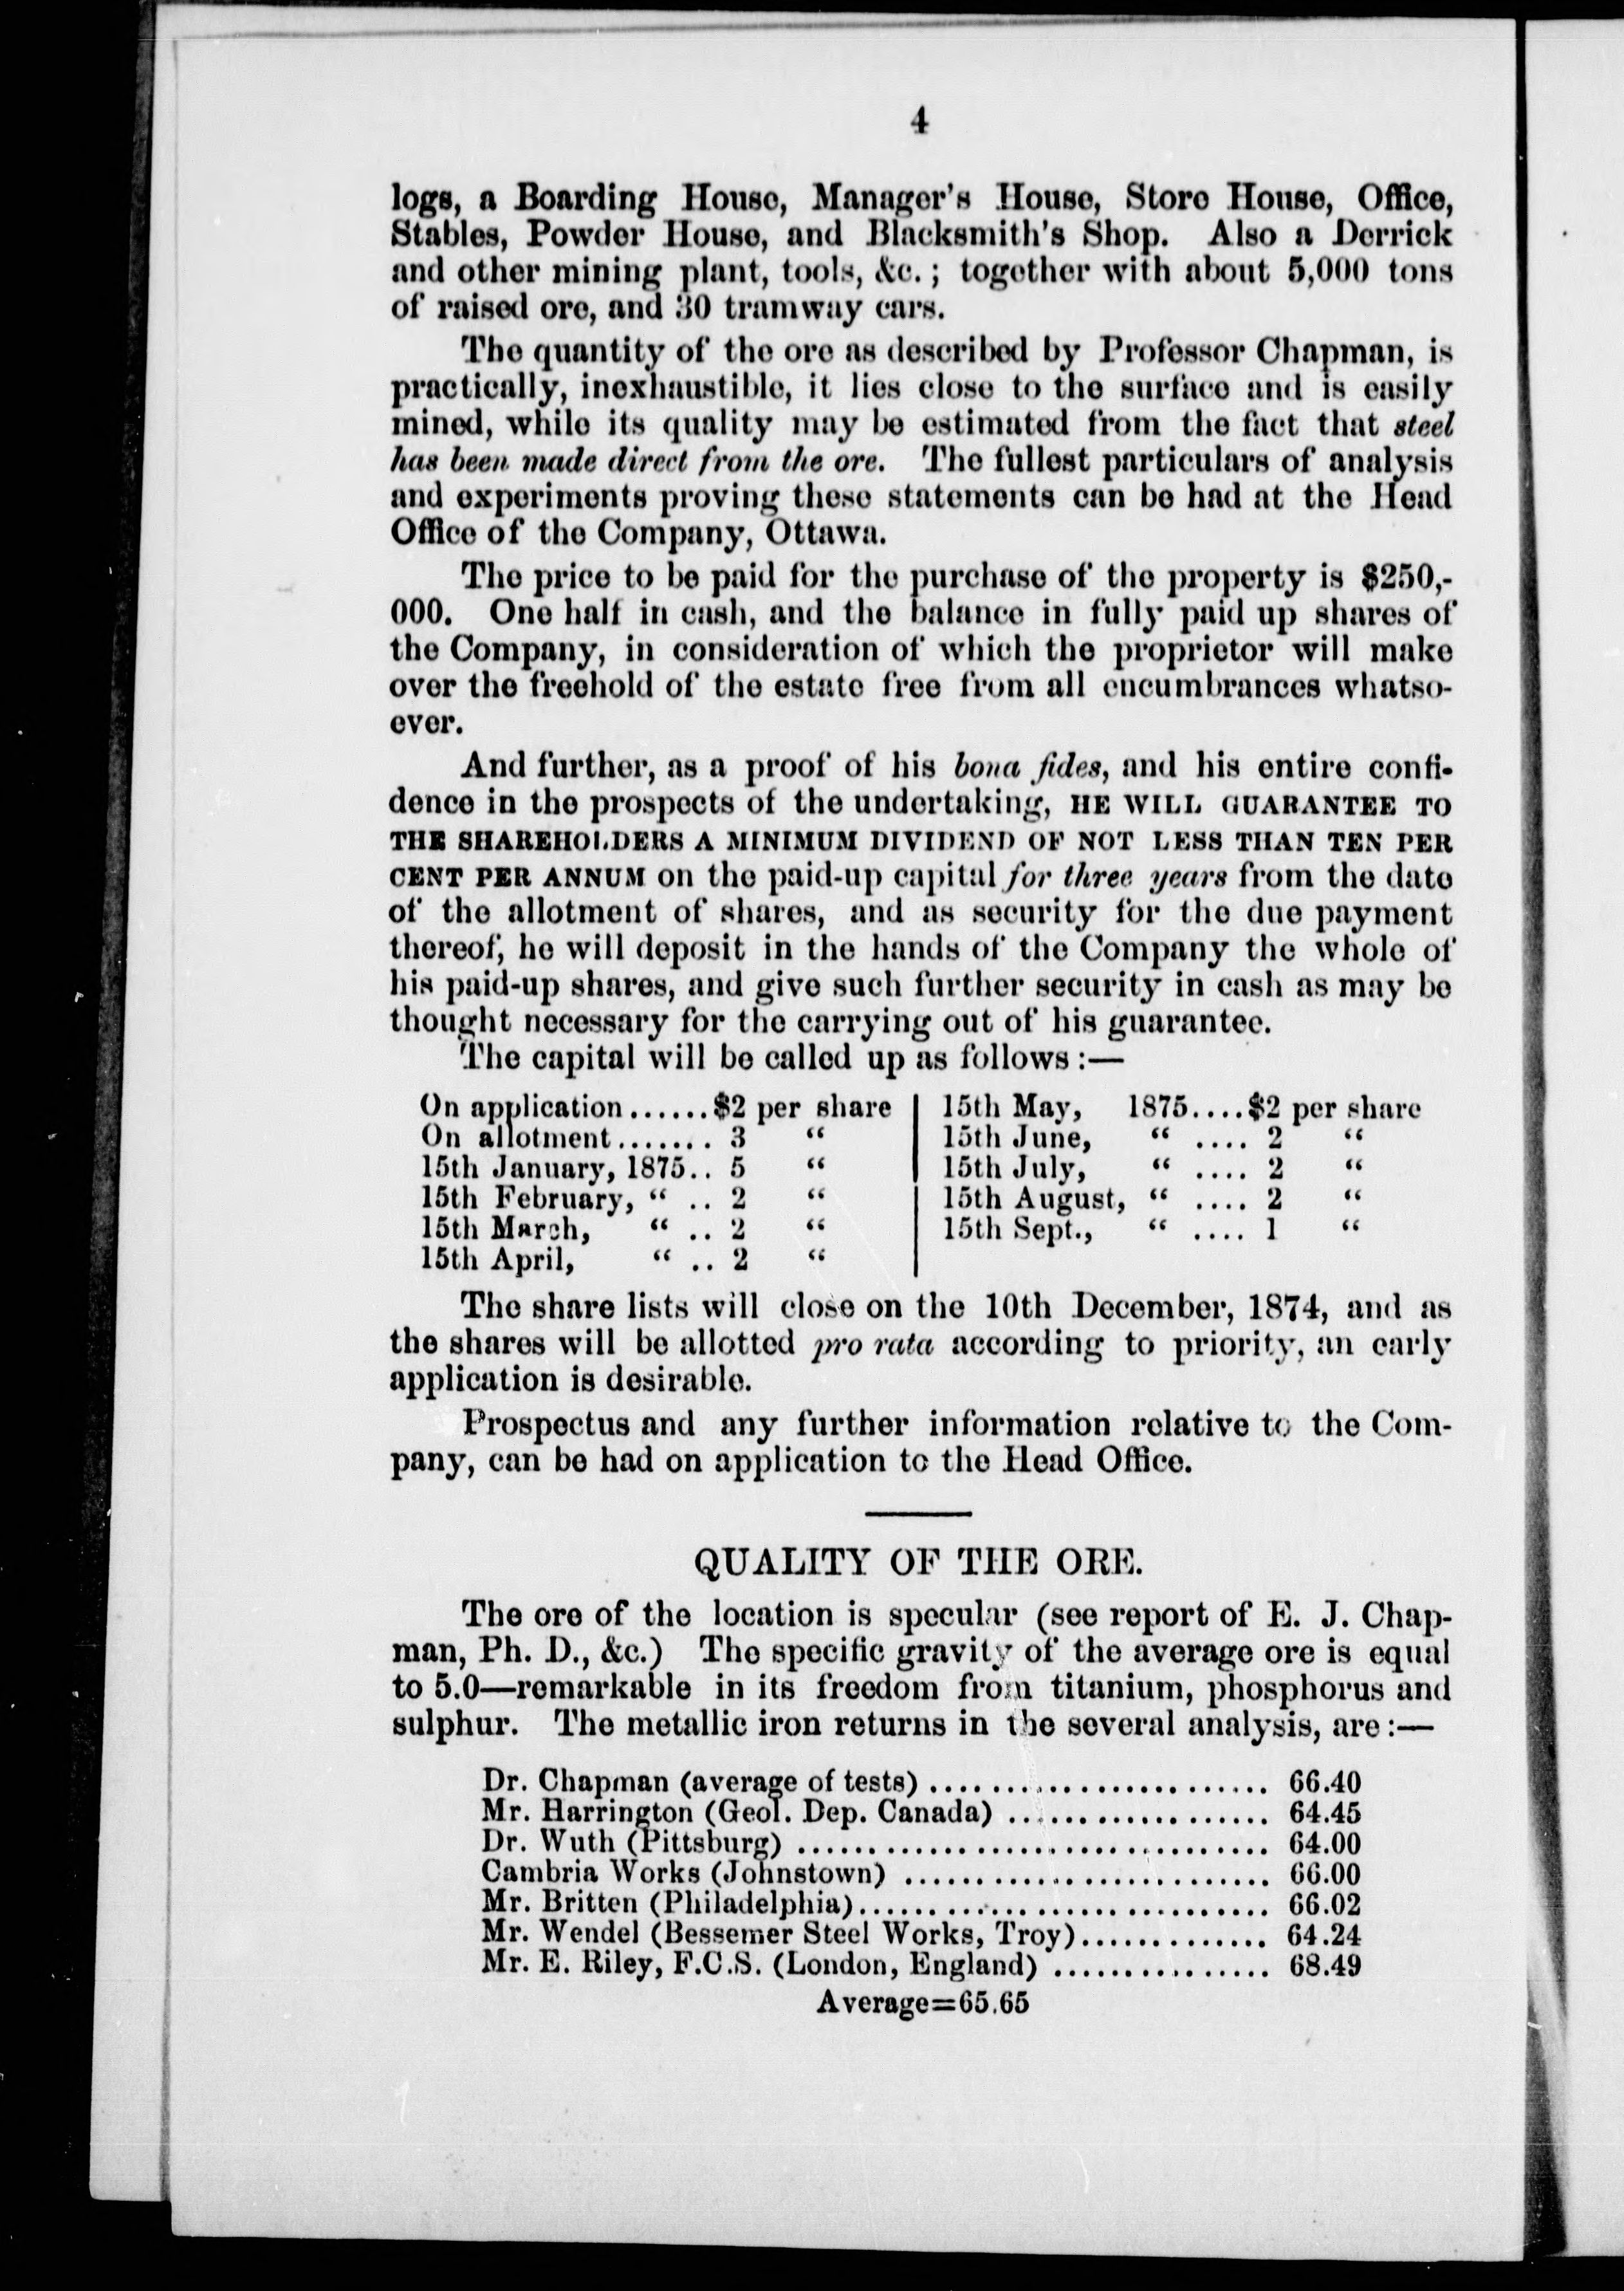 4
logs, a Boarding House, Manager's House, Store House, Office,
Stables, Powder House, and Blacksmith's Shop. Also a Derrick
and other mining plant, tools, &c.; together with about 5,000 tons
of raised ore, and 30 tramway cars.
The quantity of the ore as described by Professor Chapman, is
practically, inexhaustible, it lies close to the surface and is easily
mined, while its quality may be estimated from the fact that steel
has been made direct from the ore. The fullest particulars of analysis
and experiments proving these statements can be had at the Head
Office of the Company, Ottawa.
The price to be paid for the purchase of the property is $250,-
000. One half in cash, and the balance in fully paid up shares of
the Company, in consideration of which the proprietor will make
over the freehold of the estate free from all encumbrances whatso-
ever.
And further, as a proof of his bona fides, and his entire confi-
dence in the prospects of the undertaking, HE WILL GUARANTEE TO
THE SHAREHOLDERS A MINIMUM DIVIDEND OF NOT LESS THAN TEN PER
CENT PER ANNUM on the paid-up capital for three years from the date
of the allotment of shares, and as security for the due payment
thereof, he will deposit in the hands of the Company the whole of
his paid-up shares, and give such further security in cash as may be
thought necessary for the carrying out of his guarantee.
The capital will be called up as follows:—
On application......$2 per share
On allotment....... 3 "
15th January, 1875.. 5 "
15th February, " .. 2 "
15th March, " .. 2 "
15th April, " .. 2 "
15th May, 1875....$2 per share
15th June, " .... 2 "
15th July, " .... 2 "
15th August, " .... 2 "
15th Sept., " .... 1 "
The share lists will close on the 10th December, 1874, and as
the shares will be allotted pro rata according to priority, an early
application is desirable.
Prospectus and any further information relative to the Com-
pany, can be had on application to the Head Office.
QUALITY OF THE ORE.
The ore of the location is specular (see report of E. J. Chap-
man, Ph. D., &c.) The specific gravity of the average ore is equal
to 5.0—remarkable in its freedom from titanium, phosphorus and
sulphur. The metallic iron returns in the several analysis, are:—
Dr. Chapman (average of tests) ........................ 66.40
Mr. Harrington (Geol. Dep. Canada) .................. 64.45
Dr. Wuth (Pittsburg) ................................ 64.00
Cambria Works (Johnstown) .......................... 66.00
Mr. Britten (Philadelphia)............................ 66.02
Mr. Wendel (Bessemer Steel Works, Troy)............. 64.24
Mr. E. Riley, F.C.S. (London, England) ............... 68.49
Average=65.65